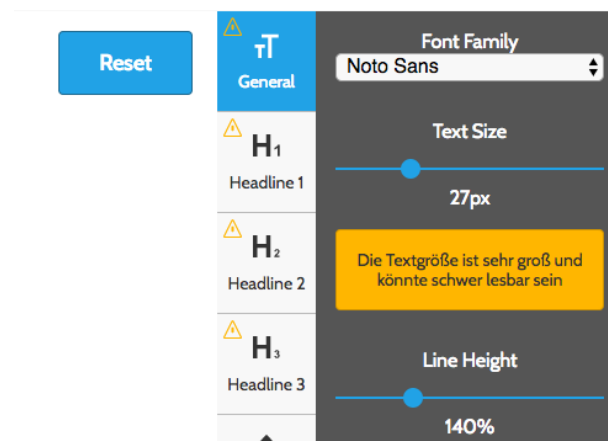 Reset
TT
General
H1
Headline 1
H2
Headline 2
H3
Headline 3
Font Family
Noto Sans
Text Size
27px
Die Textgröße ist sehr groß und
könnte schwer lesbar sein
Line Height
140%